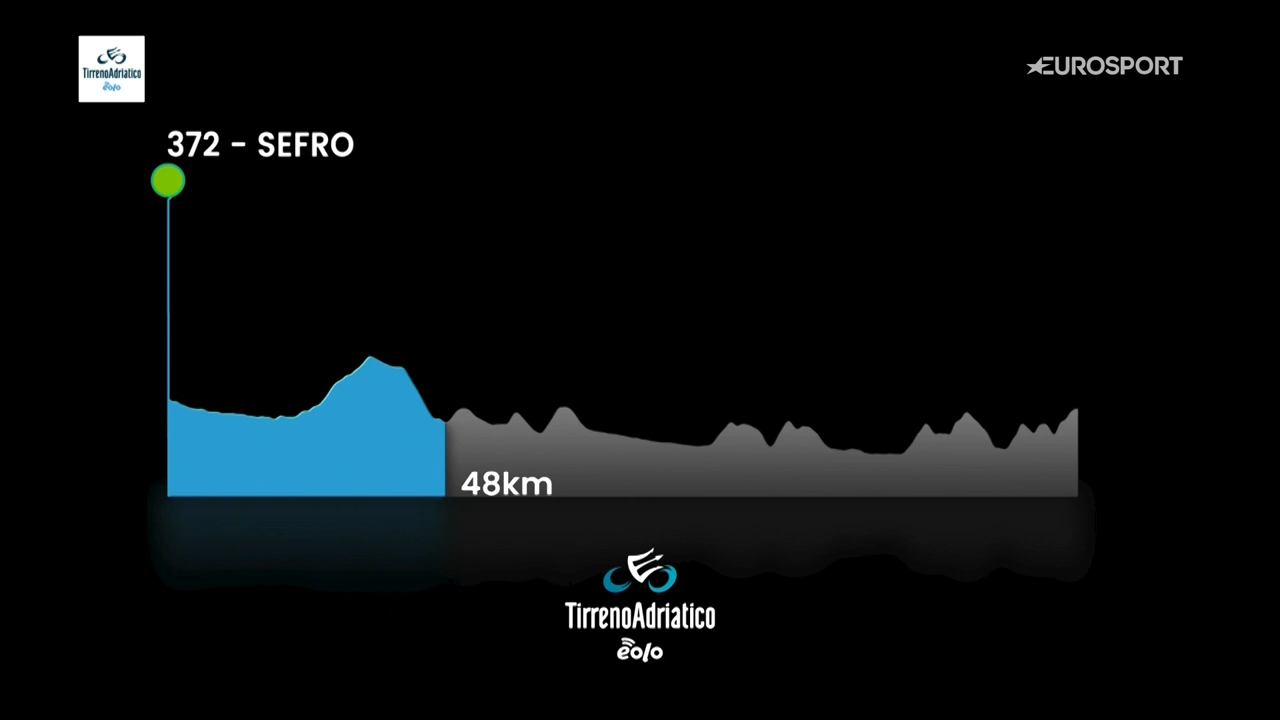 TirrenoAdriatico
eolo
EUROSPORT
372 - SEFRO
48km
TirrenoAdriatico
eolo